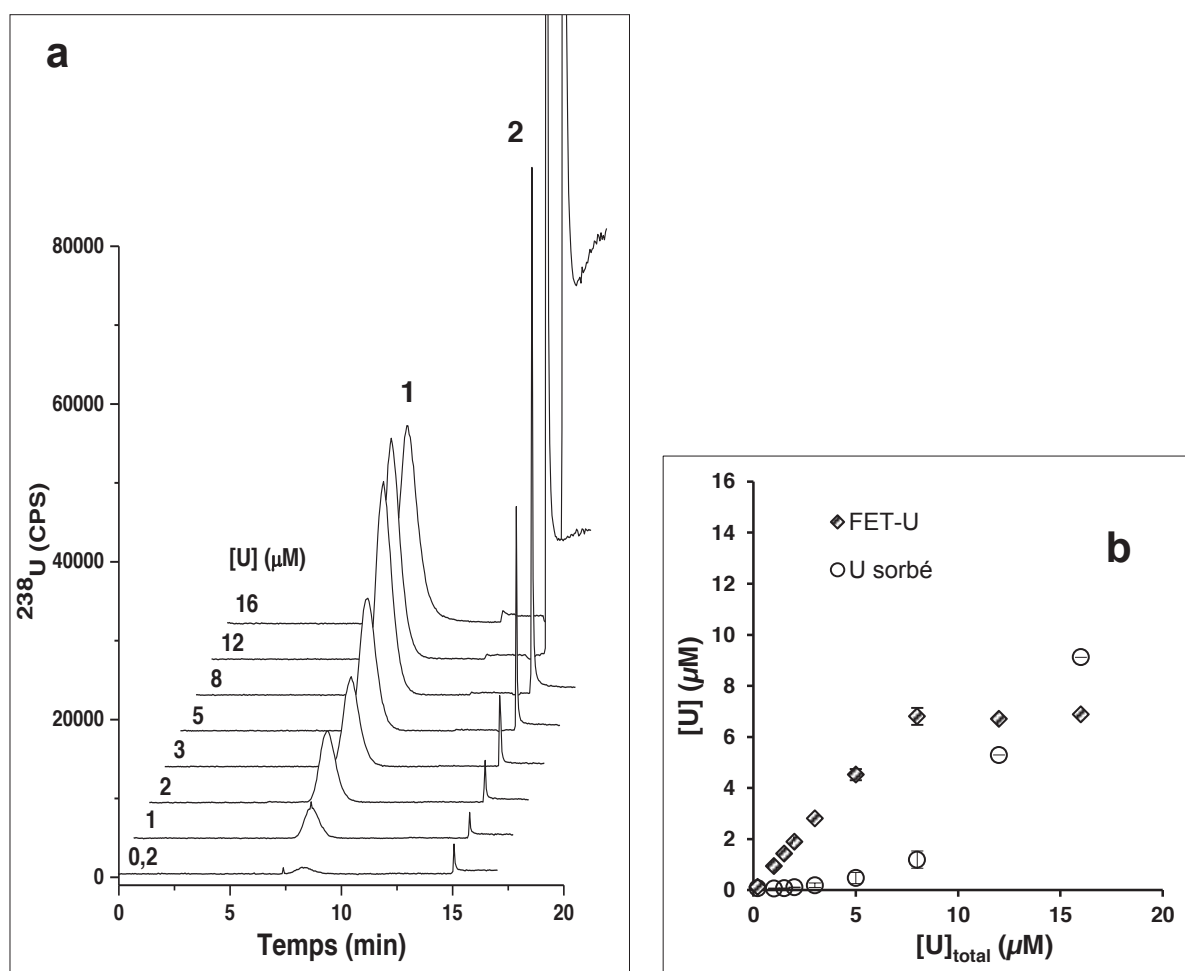 a
2
1
80000
60000
40000
20000
0
²³⁸U (CPS)
[U] (µM)
16
12
8
5
3
2
1
0,2
0 5 10 15 20
Temps (min)
b
FET-U
U sorbé
16
14
12
10
8
6
4
2
0
[U] (µM)
0 5 10 15 20
[U]total (µM)